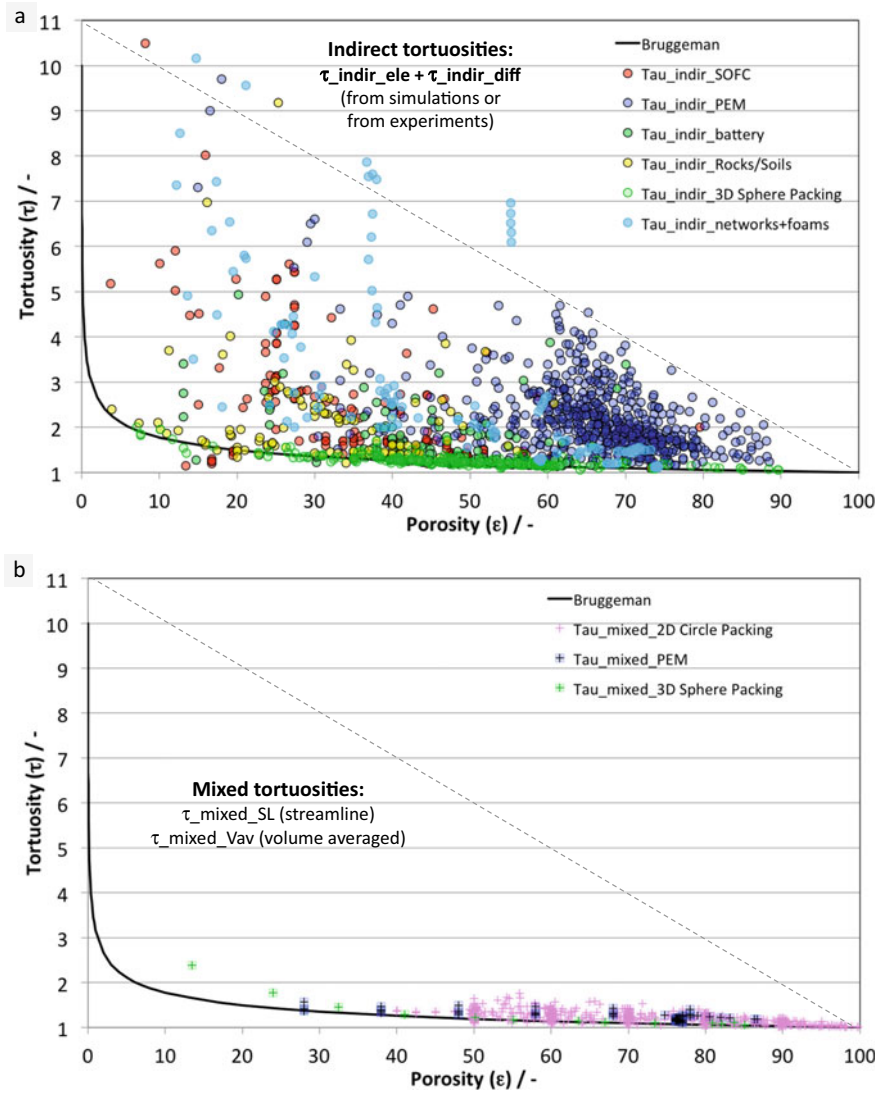 a
Indirect tortuosities:
τ_indir_ele + τ_indir_diff
(from simulations or
from experiments)
Bruggeman
Tau_indir_SOFC
Tau_indir_PEM
Tau_indir_battery
Tau_indir_Rocks/Soils
Tau_indir_3D Sphere Packing
Tau_indir_networks+foams
Tortuosity (τ) / -
11
10
9
8
7
6
5
4
3
2
1
0 10 20 30 40 50 60 70 80 90 100
Porosity (ε) / -
b
Bruggeman
Tau_mixed_2D Circle Packing
Tau_mixed_PEM
Tau_mixed_3D Sphere Packing
Mixed tortuosities:
τ_mixed_SL (streamline)
τ_mixed_Vav (volume averaged)
Tortuosity (τ) / -
11
10
9
8
7
6
5
4
3
2
1
0 10 20 30 40 50 60 70 80 90 100
Porosity (ε) / -